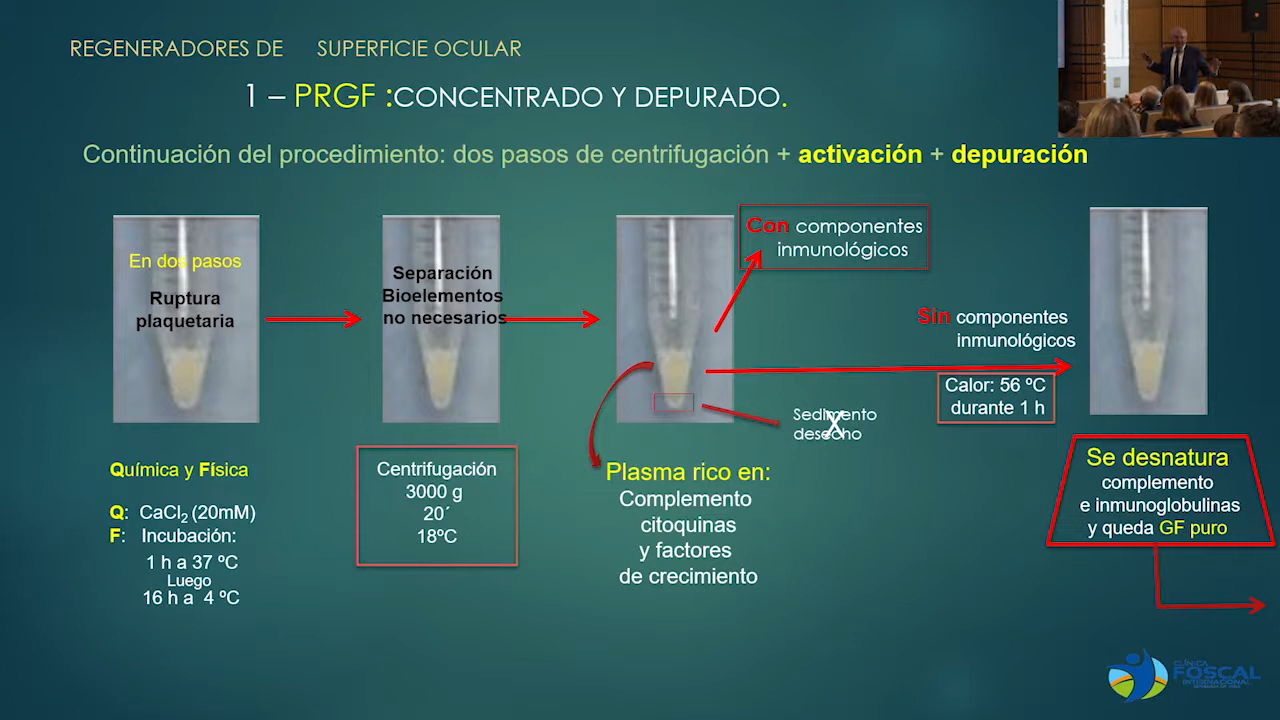 REGENERADORES DE SUPERFICIE OCULAR
1 – PRGF :CONCENTRADO Y DEPURADO.
Continuación del procedimiento: dos pasos de centrifugación + activación + depuración
En dos pasos
Ruptura
plaquetaria
Química y Física
Q: CaCl2 (20mM)
F: Incubación:
1 h a 37 ºC
Luego
16 h a 4 ºC
Separación
Bioelementos
no necesarios
Centrifugación
3000 g
20´
18ºC
Con componentes
inmunológicos
Sedimento
desecho
X
Plasma rico en:
Complemento
citoquinas
y factores
de crecimiento
Sin componentes
inmunológicos
Calor: 56 ºC
durante 1 h
Se desnatura
complemento
e inmunoglobulinas
y queda GF puro
CLÍNICA
FOSCAL
INTERNACIONAL